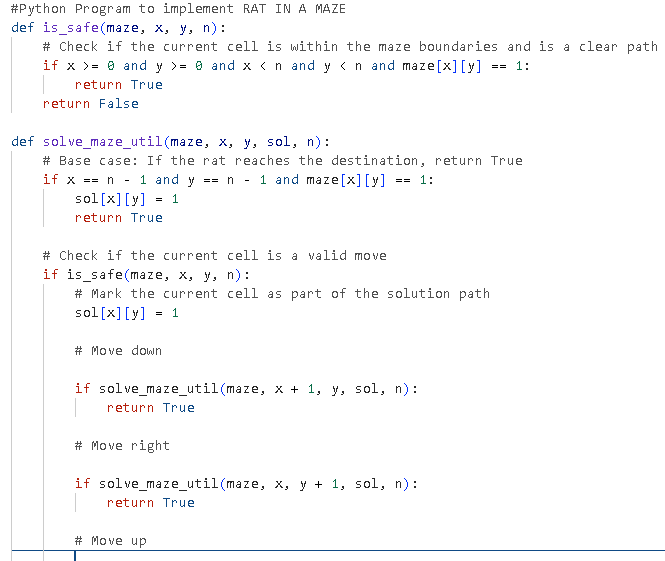 #Python Program to implement RAT IN A MAZE
def is_safe(maze, x, y, n):
    # Check if the current cell is within the maze boundaries and is a clear path
    if x >= 0 and y >= 0 and x < n and y < n and maze[x][y] == 1:
        return True
    return False

def solve_maze_util(maze, x, y, sol, n):
    # Base case: If the rat reaches the destination, return True
    if x == n - 1 and y == n - 1 and maze[x][y] == 1:
        sol[x][y] = 1
        return True

    # Check if the current cell is a valid move
    if is_safe(maze, x, y, n):
        # Mark the current cell as part of the solution path
        sol[x][y] = 1

        # Move down

        if solve_maze_util(maze, x + 1, y, sol, n):
            return True

        # Move right

        if solve_maze_util(maze, x, y + 1, sol, n):
            return True

        # Move up